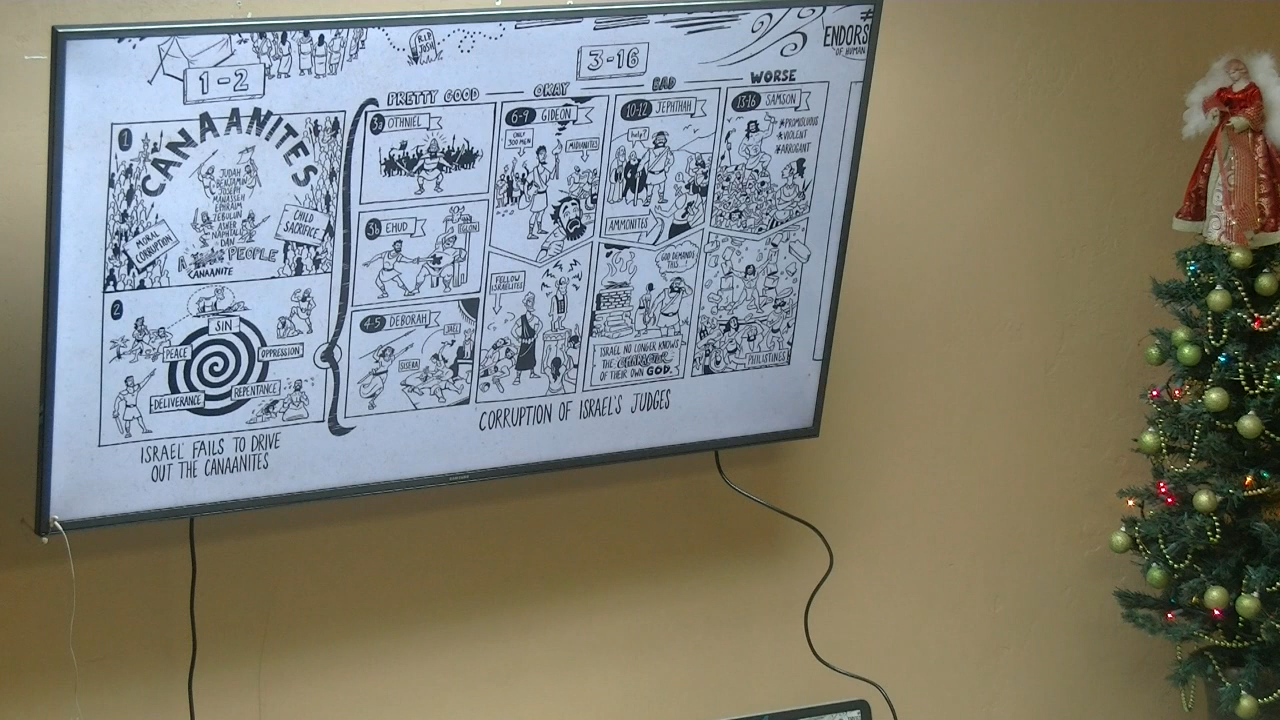 R.I.P.
JOSH
ENDORS
OF HUMAN
1-2
3-16
PRETTY GOOD
OKAY
BAD
WORSE
1
CANAANITES
JUDAH
BENJAMIN
JOSEPH
MANASSEH
EPHRAIM
ZEBULUN
ASHER
NAPHTALI
DAN
MORAL
CORRUPTION
CHILD
SACRIFICE
A PEOPLE
CANAANITE
2
SIN
PEACE
OPPRESSION
DELIVERANCE
REPENTANCE
ISRAEL FAILS TO DRIVE
OUT THE CANAANITES
OTHNIEL
EHUD
EGLON
4-5 DEBORAH
JAEL
SISERA
6-9 GIDEON
ONLY
300 MEN
MIDIANITES
FELLOW
ISRAELITES
10-12 JEPHTHAH
help?
AMMONITES
GOD DEMANDS
THIS...
ISRAEL NO LONGER KNOWS
THE CHARACTER
OF THEIR OWN GOD.
13-16 SAMSON
*PROMISCUOUS
*VIOLENT
*ARROGANT
PHILISTINES
CORRUPTION OF ISRAEL'S JUDGES
SAMSUNG